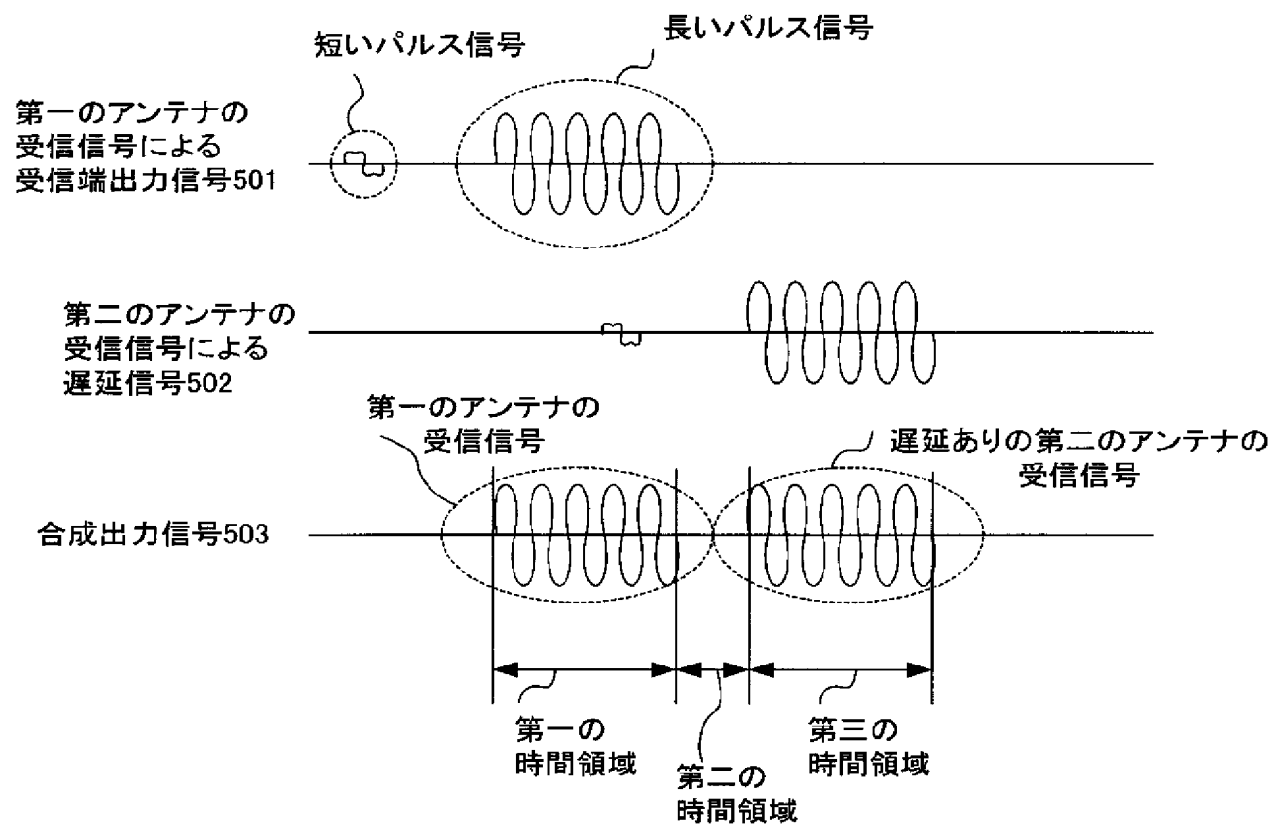 短いパルス信号
長いパルス信号
第一のアンテナの
受信信号による
受信端出力信号501
第二のアンテナの
受信信号による
遅延信号502
第一のアンテナの
受信信号
遅延ありの第二のアンテナの
受信信号
合成出力信号503
第一の
時間領域
第二の
時間領域
第三の
時間領域